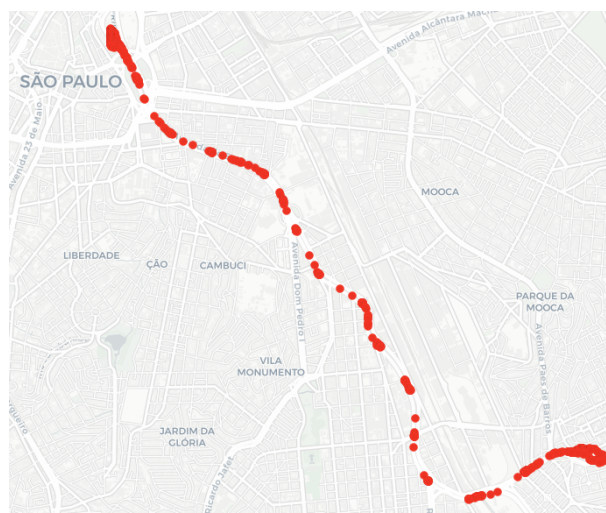 Avenida Alcântara Mac
SÃO PAULO
Avenida 23 de Maio
MOOCA
LIBERDADE
ÇÃO
CAMBUCI
Avenida Dom Pedro I
PARQUE DA
MOOCA
Avenida Paes de Barros
VILA
MONUMENTO
JARDIM DA
GLÓRIA
Ricardo Jafet